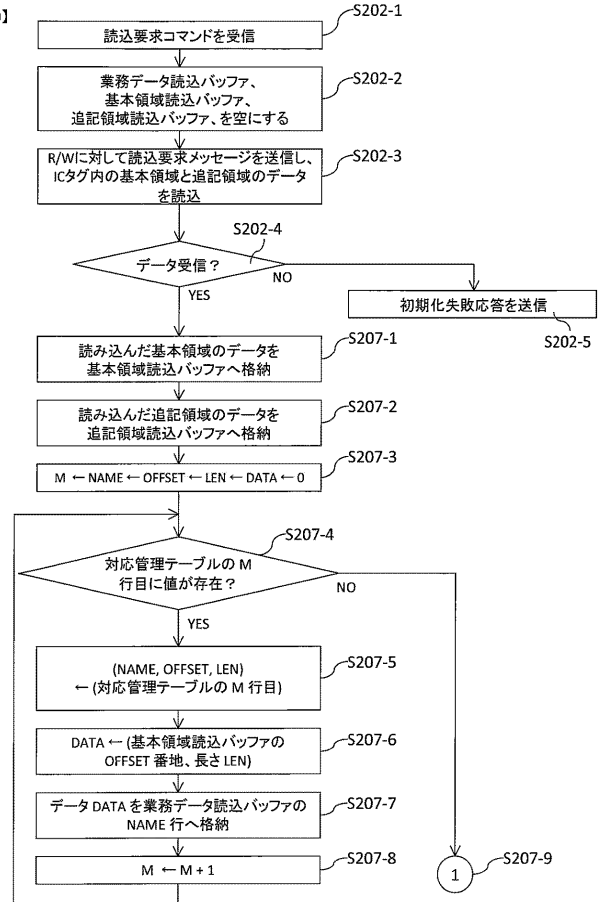 】
S202-1
読込要求コマンドを受信
S202-2
業務データ読込バッファ、
基本領域読込バッファ、
追記領域読込バッファ、を空にする
S202-3
R/Wに対して読込要求メッセージを送信し、
ICタグ内の基本領域と追記領域のデータ
を読込
S202-4
データ受信？
NO
YES
初期化失敗応答を送信
S202-5
S207-1
読み込んだ基本領域のデータを
基本領域読込バッファへ格納
S207-2
読み込んだ追記領域のデータを
追記領域読込バッファへ格納
S207-3
M ← NAME ← OFFSET ← LEN ← DATA ← 0
S207-4
対応管理テーブルの M
行目に値が存在？
NO
YES
S207-5
(NAME, OFFSET, LEN)
← (対応管理テーブルの M 行目)
S207-6
DATA ← (基本領域読込バッファの
OFFSET 番地、長さ LEN)
S207-7
データ DATA を業務データ読込バッファの
NAME 行へ格納
S207-8
M ← M + 1
S207-9
1